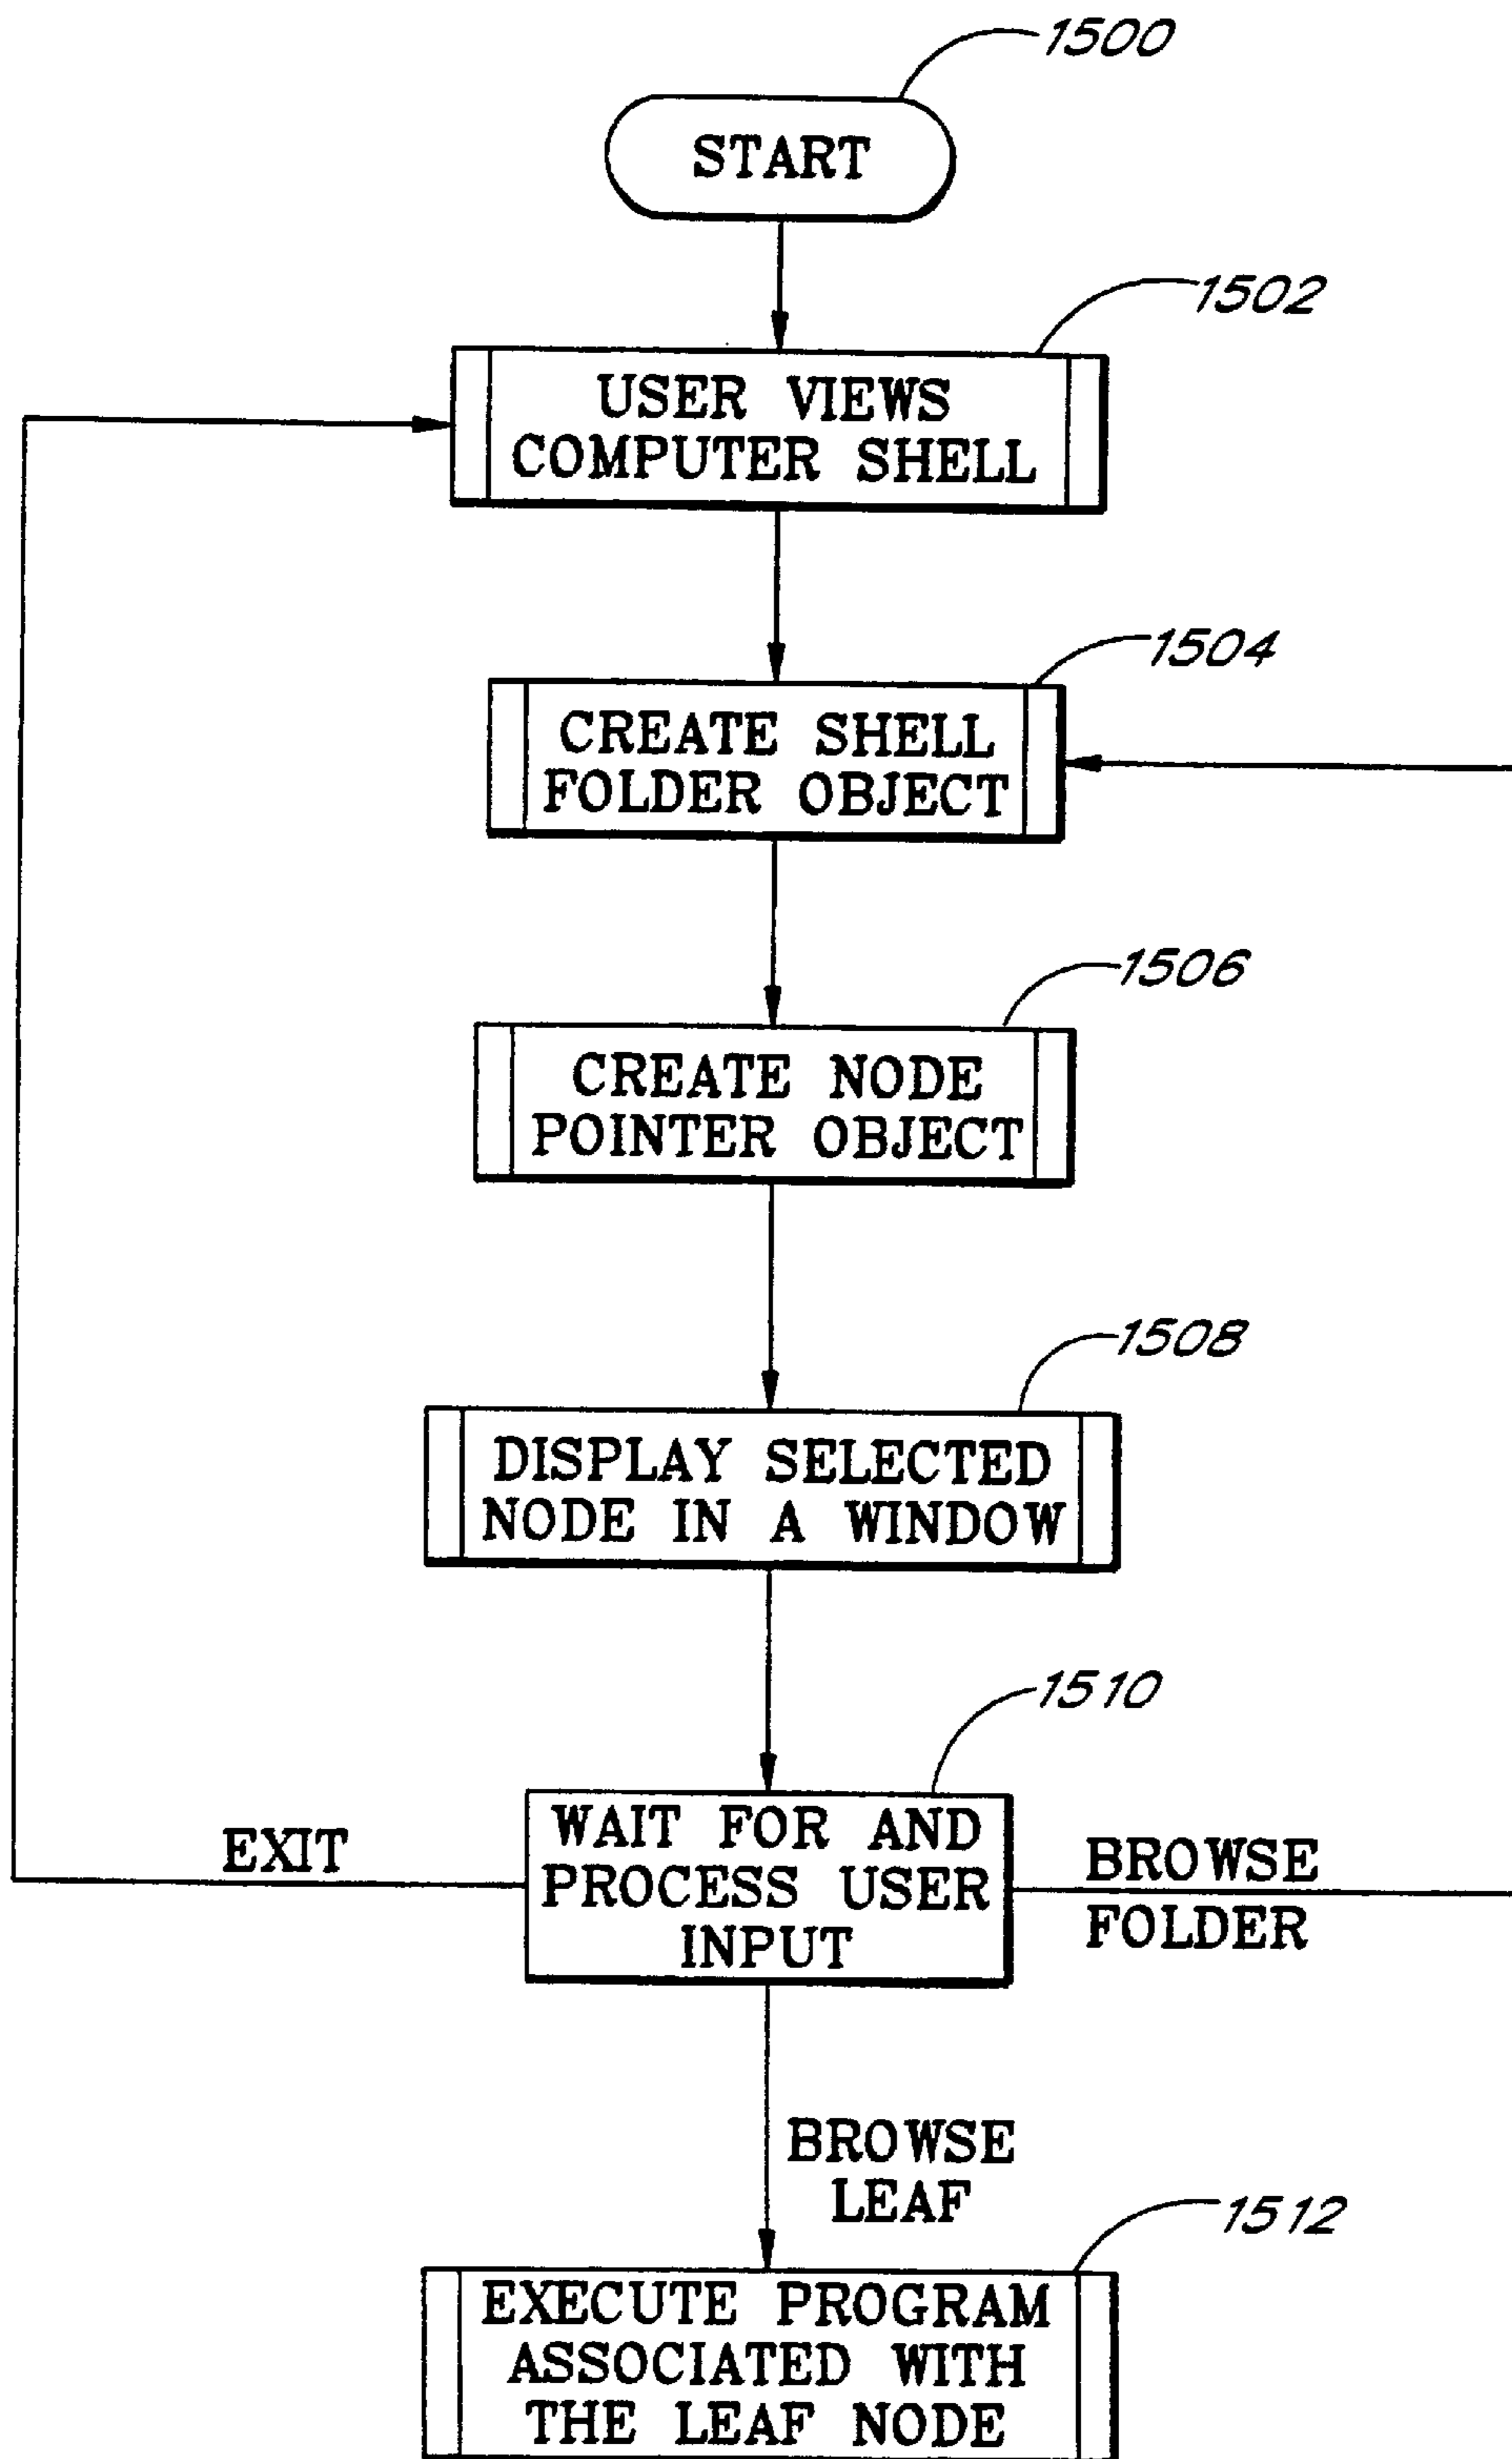 1500
START
1502
USER VIEWS
COMPUTER SHELL
1504
CREATE SHELL
FOLDER OBJECT
1506
CREATE NODE
POINTER OBJECT
1508
DISPLAY SELECTED
NODE IN A WINDOW
1510
WAIT FOR AND
PROCESS USER
INPUT
EXIT
BROWSE
FOLDER
BROWSE
LEAF
1512
EXECUTE PROGRAM
ASSOCIATED WITH
THE LEAF NODE